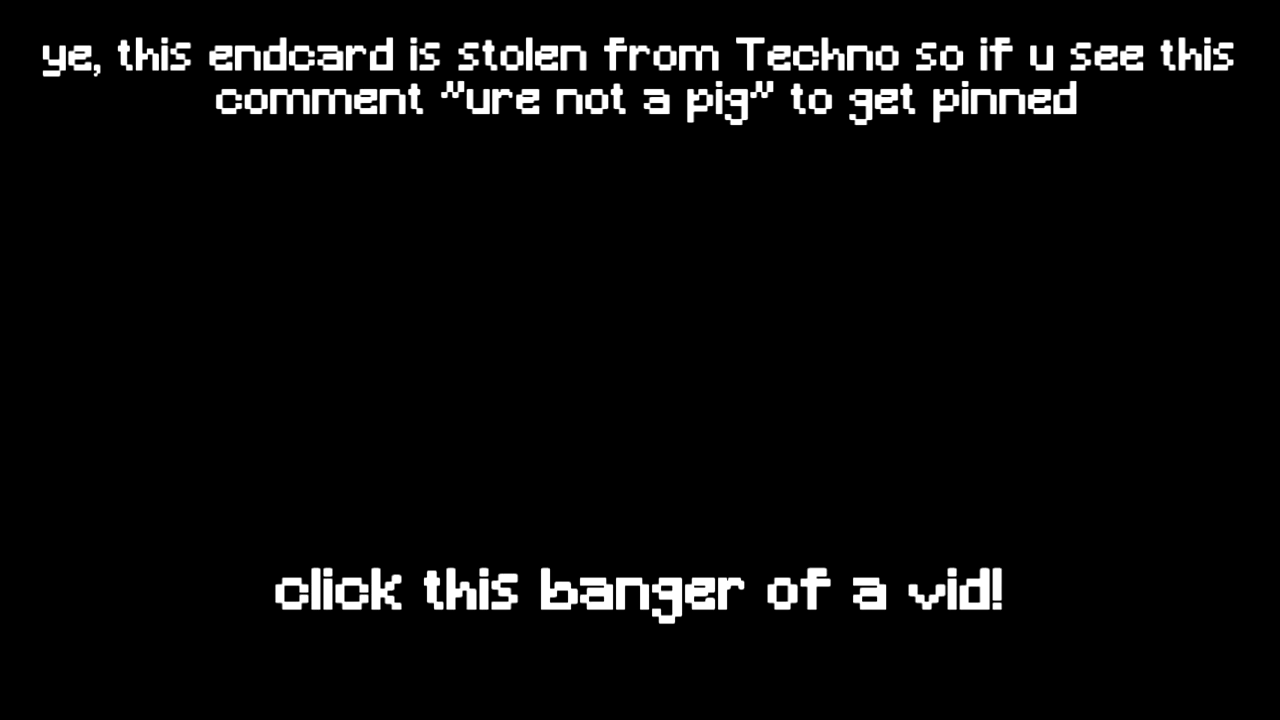 ye, this endcard is stolen from Techno so if u see this
comment "ure not a pig" to get pinned
click this banger of a vid!